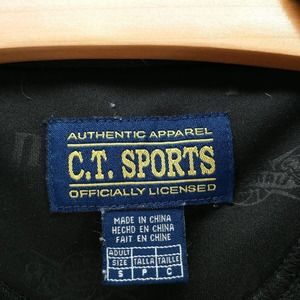 AUTHENTIC APPAREL
C.T. SPORTS
OFFICIALLY LICENSED
MADE IN CHINA
HECHO EN CHINA
FAIT EN CHINE
ADULT
SIZE TALLA TAILLE
S P C